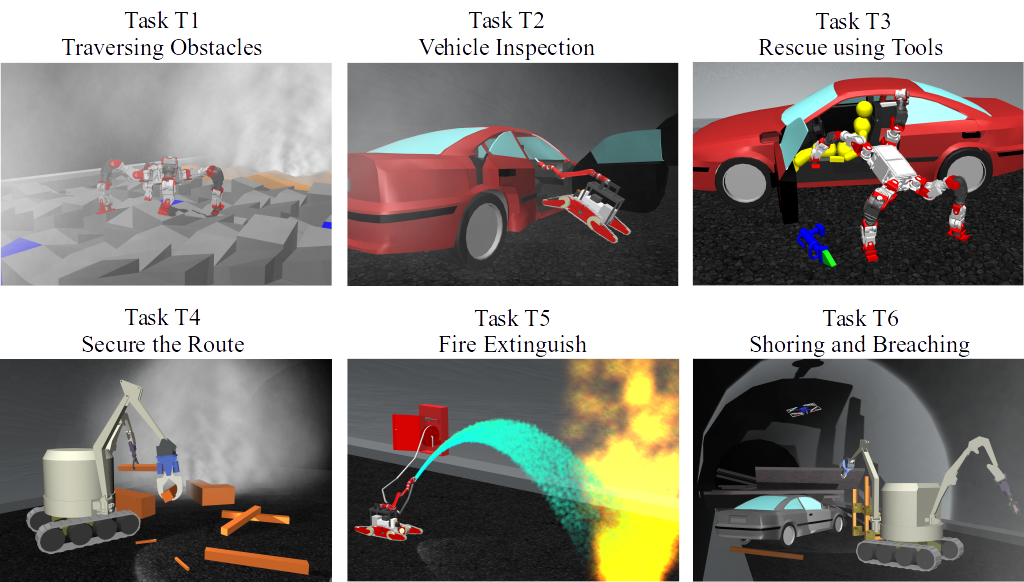 Task T1
Traversing Obstacles
Task T2
Vehicle Inspection
Task T3
Rescue using Tools
Task T4
Secure the Route
Task T5
Fire Extinguish
Task T6
Shoring and Breaching